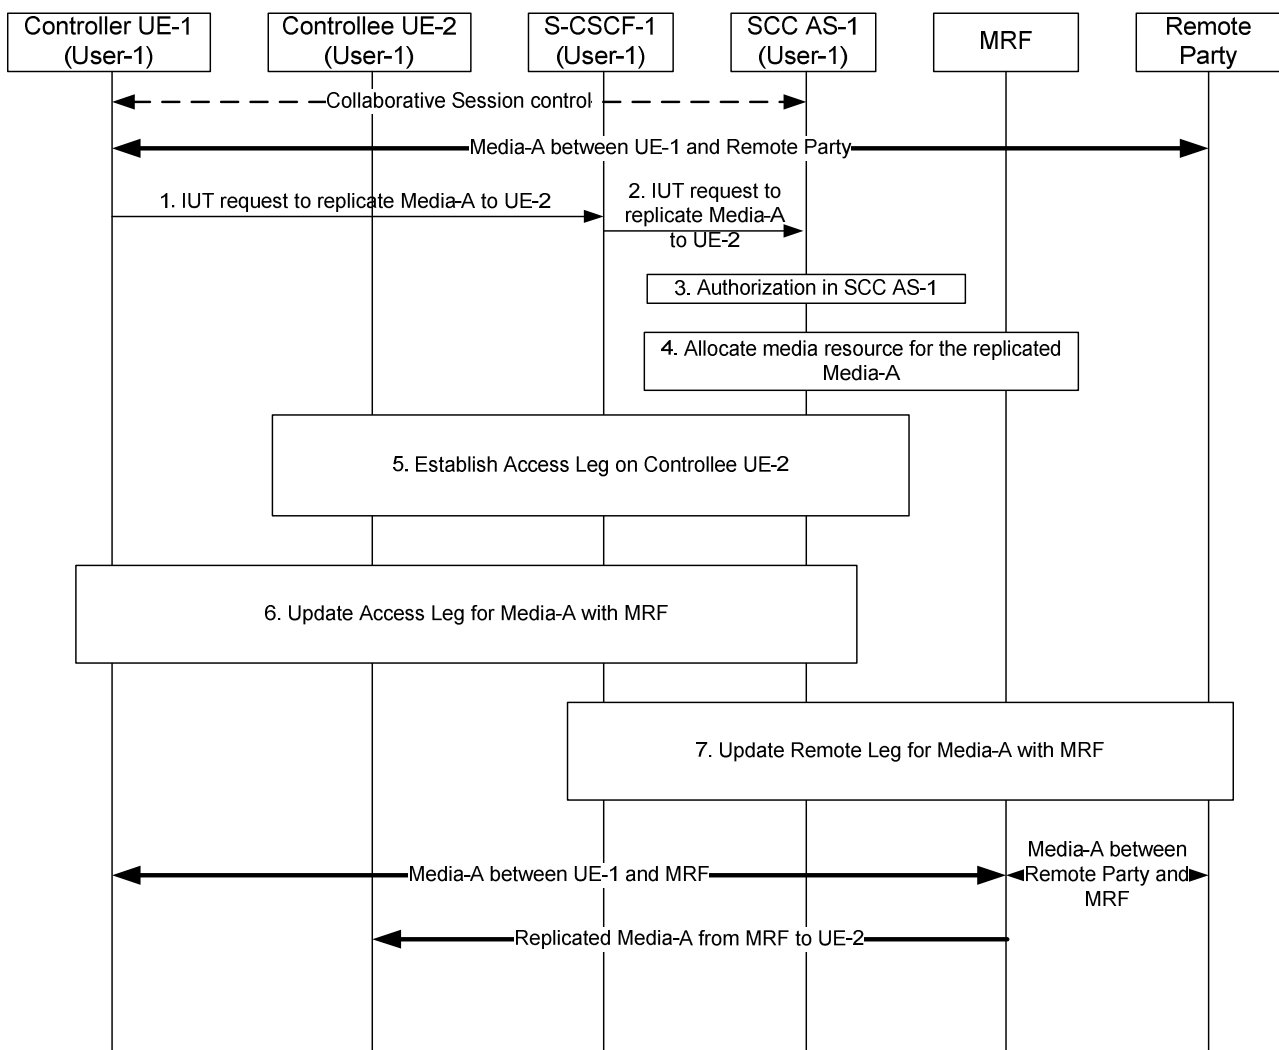 Controller UE-1
(User-1)
Controllee UE-2
(User-1)
S-CSCF-1
(User-1)
SCC AS-1
(User-1)
MRF
Remote
Party
Collaborative Session control
Media-A between UE-1 and Remote Party
1. IUT request to replicate Media-A to UE-2
2. IUT request to
replicate Media-A
to UE-2
3. Authorization in SCC AS-1
4. Allocate media resource for the replicated
Media-A
5. Establish Access Leg on Controllee UE-2
6. Update Access Leg for Media-A with MRF
7. Update Remote Leg for Media-A with MRF
Media-A between UE-1 and MRF
Media-A between
Remote Party and
MRF
Replicated Media-A from MRF to UE-2